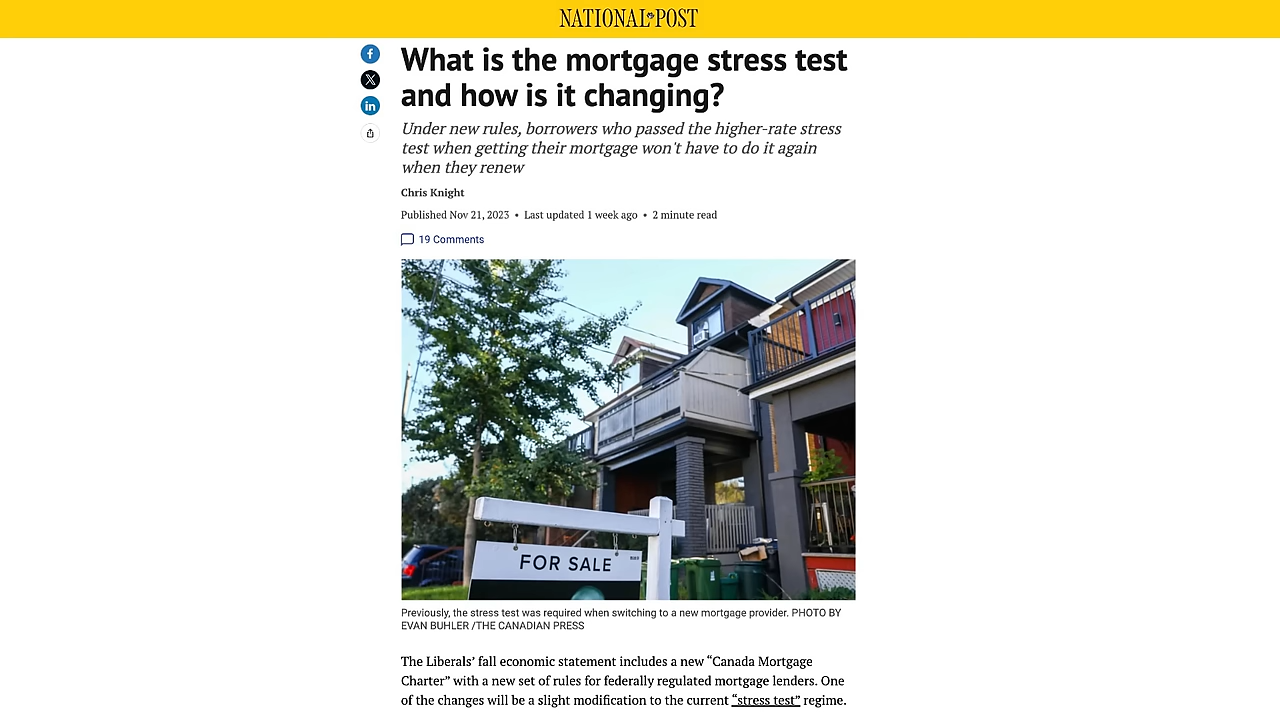 NATIONAL POST
What is the mortgage stress test
and how is it changing?
Under new rules, borrowers who passed the higher-rate stress
test when getting their mortgage won't have to do it again
when they renew
Chris Knight
Published Nov 21, 2023 • Last updated 1 week ago • 2 minute read
19 Comments
FOR SALE
Previously, the stress test was required when switching to a new mortgage provider. PHOTO BY
EVAN BUHLER /THE CANADIAN PRESS
The Liberals’ fall economic statement includes a new “Canada Mortgage
Charter” with a new set of rules for federally regulated mortgage lenders. One
of the changes will be a slight modification to the current “stress test” regime.